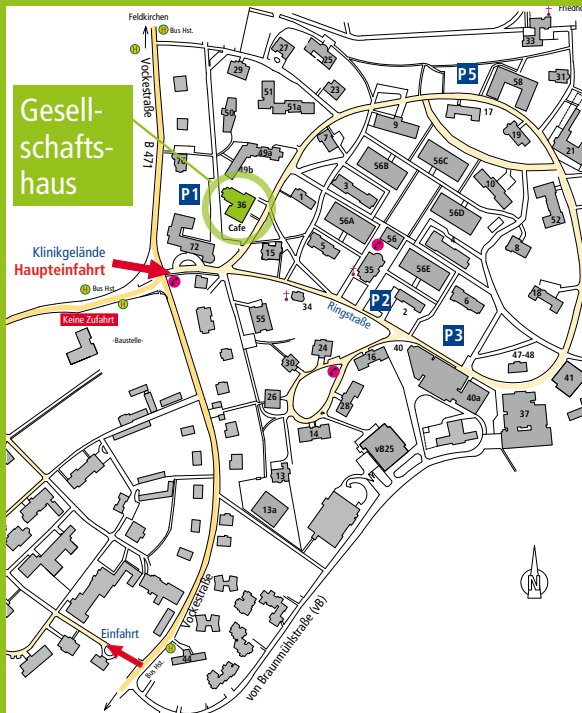 Feldkirchen
H
Bus Hst.
H
Vockestraße
B 471
Friedho
33
27
25
29
P5
58
31
23
51
51a
17
50
9
19
21
7
49a
56B
56C
70
49b
Gesell-
schafts-
haus
P1
3
10
1
36
56A
56D
52
Cafe
56
4
72
5
8
Klinikgelände
Haupteinfahrt
15
35
56E
18
H
Bus Hst.
H
34
P2
2
6
Keine Zufahrt
55
Ringstraße
P3
-Baustelle-
24
40
47-48
30
16
41
26
28
40a
37
14
vB25
13
M
13a
N
Vockestraße
von Braunmühlstraße (vB)
Einfahrt
H
44
Bus Hst.